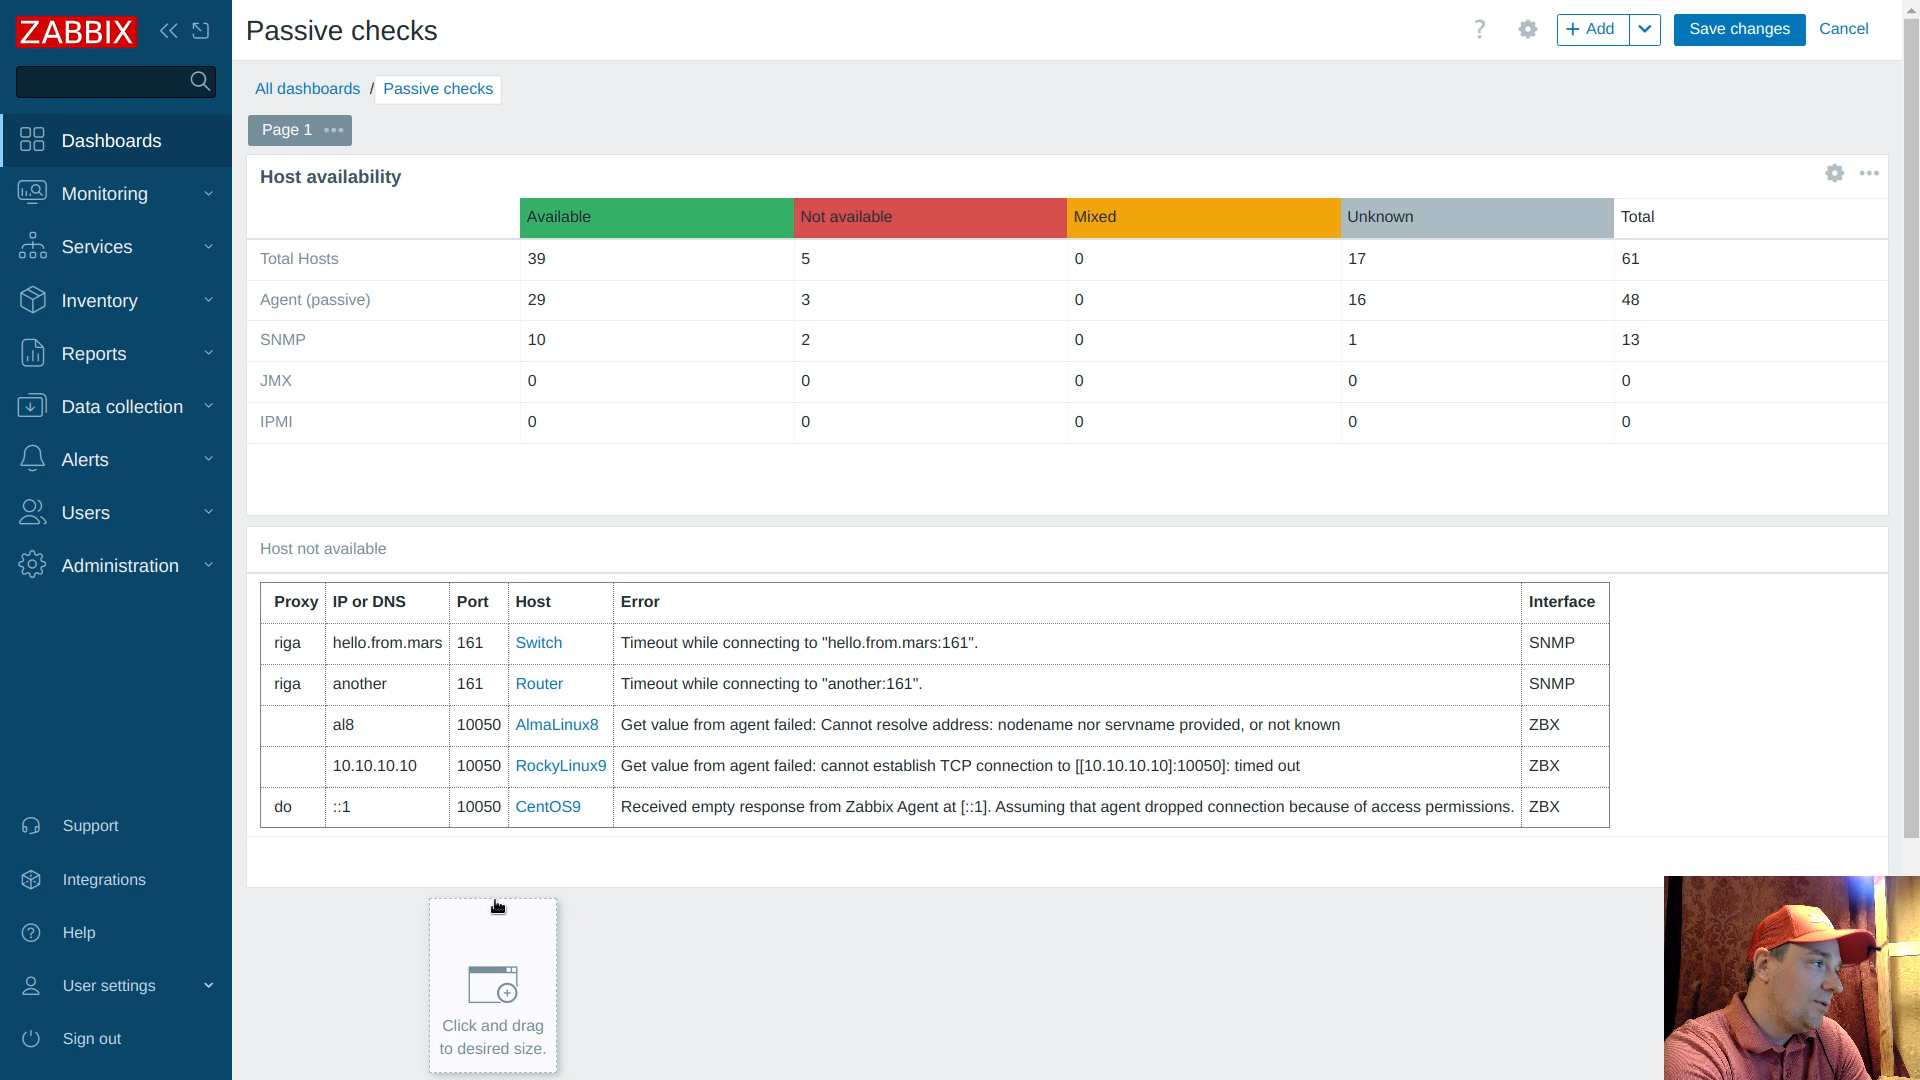 ZABBIX
Passive checks
? + Add Save changes Cancel
All dashboards / Passive checks
Page 1
Dashboards
Monitoring
Services
Inventory
Reports
Data collection
Alerts
Users
Administration
Support
Integrations
Help
User settings
Sign out
Host availability
Available Not available Mixed Unknown Total
Total Hosts 39 5 0 17 61
Agent (passive) 29 3 0 16 48
SNMP 10 2 0 1 13
JMX 0 0 0 0 0
IPMI 0 0 0 0 0
Host not available
Proxy IP or DNS Port Host Error Interface
riga hello.from.mars 161 Switch Timeout while connecting to "hello.from.mars:161". SNMP
riga another 161 Router Timeout while connecting to "another:161". SNMP
al8 10050 AlmaLinux8 Get value from agent failed: Cannot resolve address: nodename nor servname provided, or not known ZBX
10.10.10.10 10050 RockyLinux9 Get value from agent failed: cannot establish TCP connection to [[10.10.10.10]:10050]: timed out ZBX
do ::1 10050 CentOS9 Received empty response from Zabbix Agent at [::1]. Assuming that agent dropped connection because of access permissions. ZBX
Click and drag
to desired size.